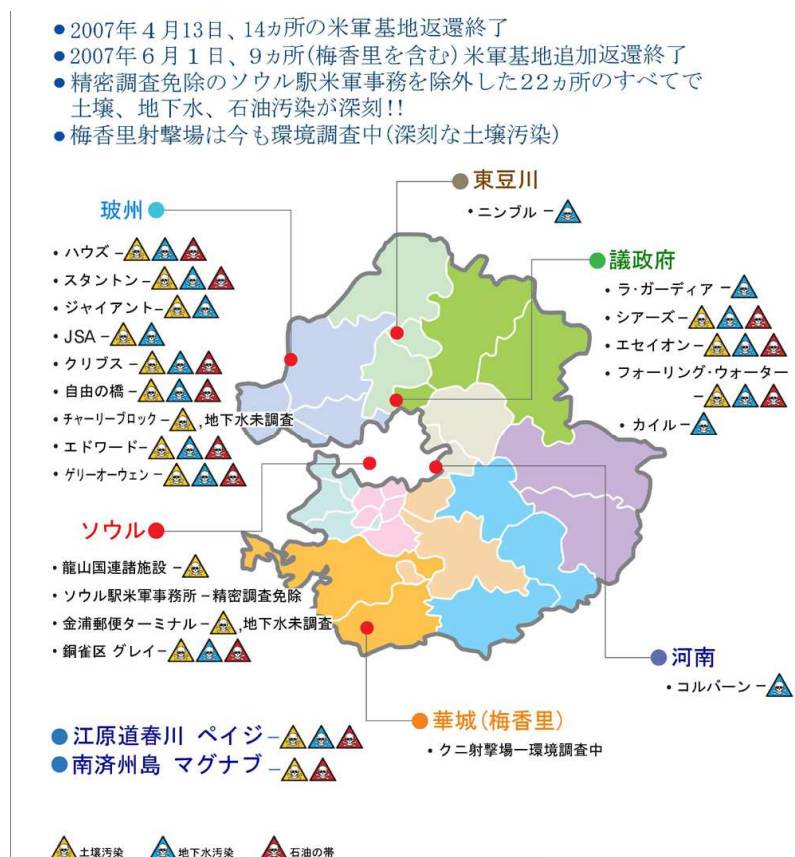 ●2007年４月13日、14ヵ所の米軍基地返還終了
●2007年６月１日、９ヵ所(梅香里を含む)米軍基地追加返還終了
●精密調査免除のソウル駅米軍事務を除外した22ヵ所のすべてで
土壌、地下水、石油汚染が深刻!!
●梅香里射撃場は今も環境調査中(深刻な土壌汚染)
玻州
・ハウズ－
・スタントン－
・ジャイアント－
・JSA－
・クリブス－
・自由の橋－
・チャーリーブロック－,地下水未調査
・エドワード－
・ゲリーオーウェン－
東豆川
・ニンブル－
議政府
・ラ・ガーディア－
・シアーズ－
・エセイオン－
・フォーリング・ウォーター
－
・カイル－
ソウル
・龍山国連諸施設－
・ソウル駅米軍事務所－精密調査免除
・金浦郵便ターミナル－,地下水未調査
・銅雀区 グレイ－
河南
・コルバーン－
華城(梅香里)
・クニ射撃場ー環境調査中
●江原道春川 ペイジ－
●南済州島 マグナブ－
土壌汚染 地下水汚染 石油の帯